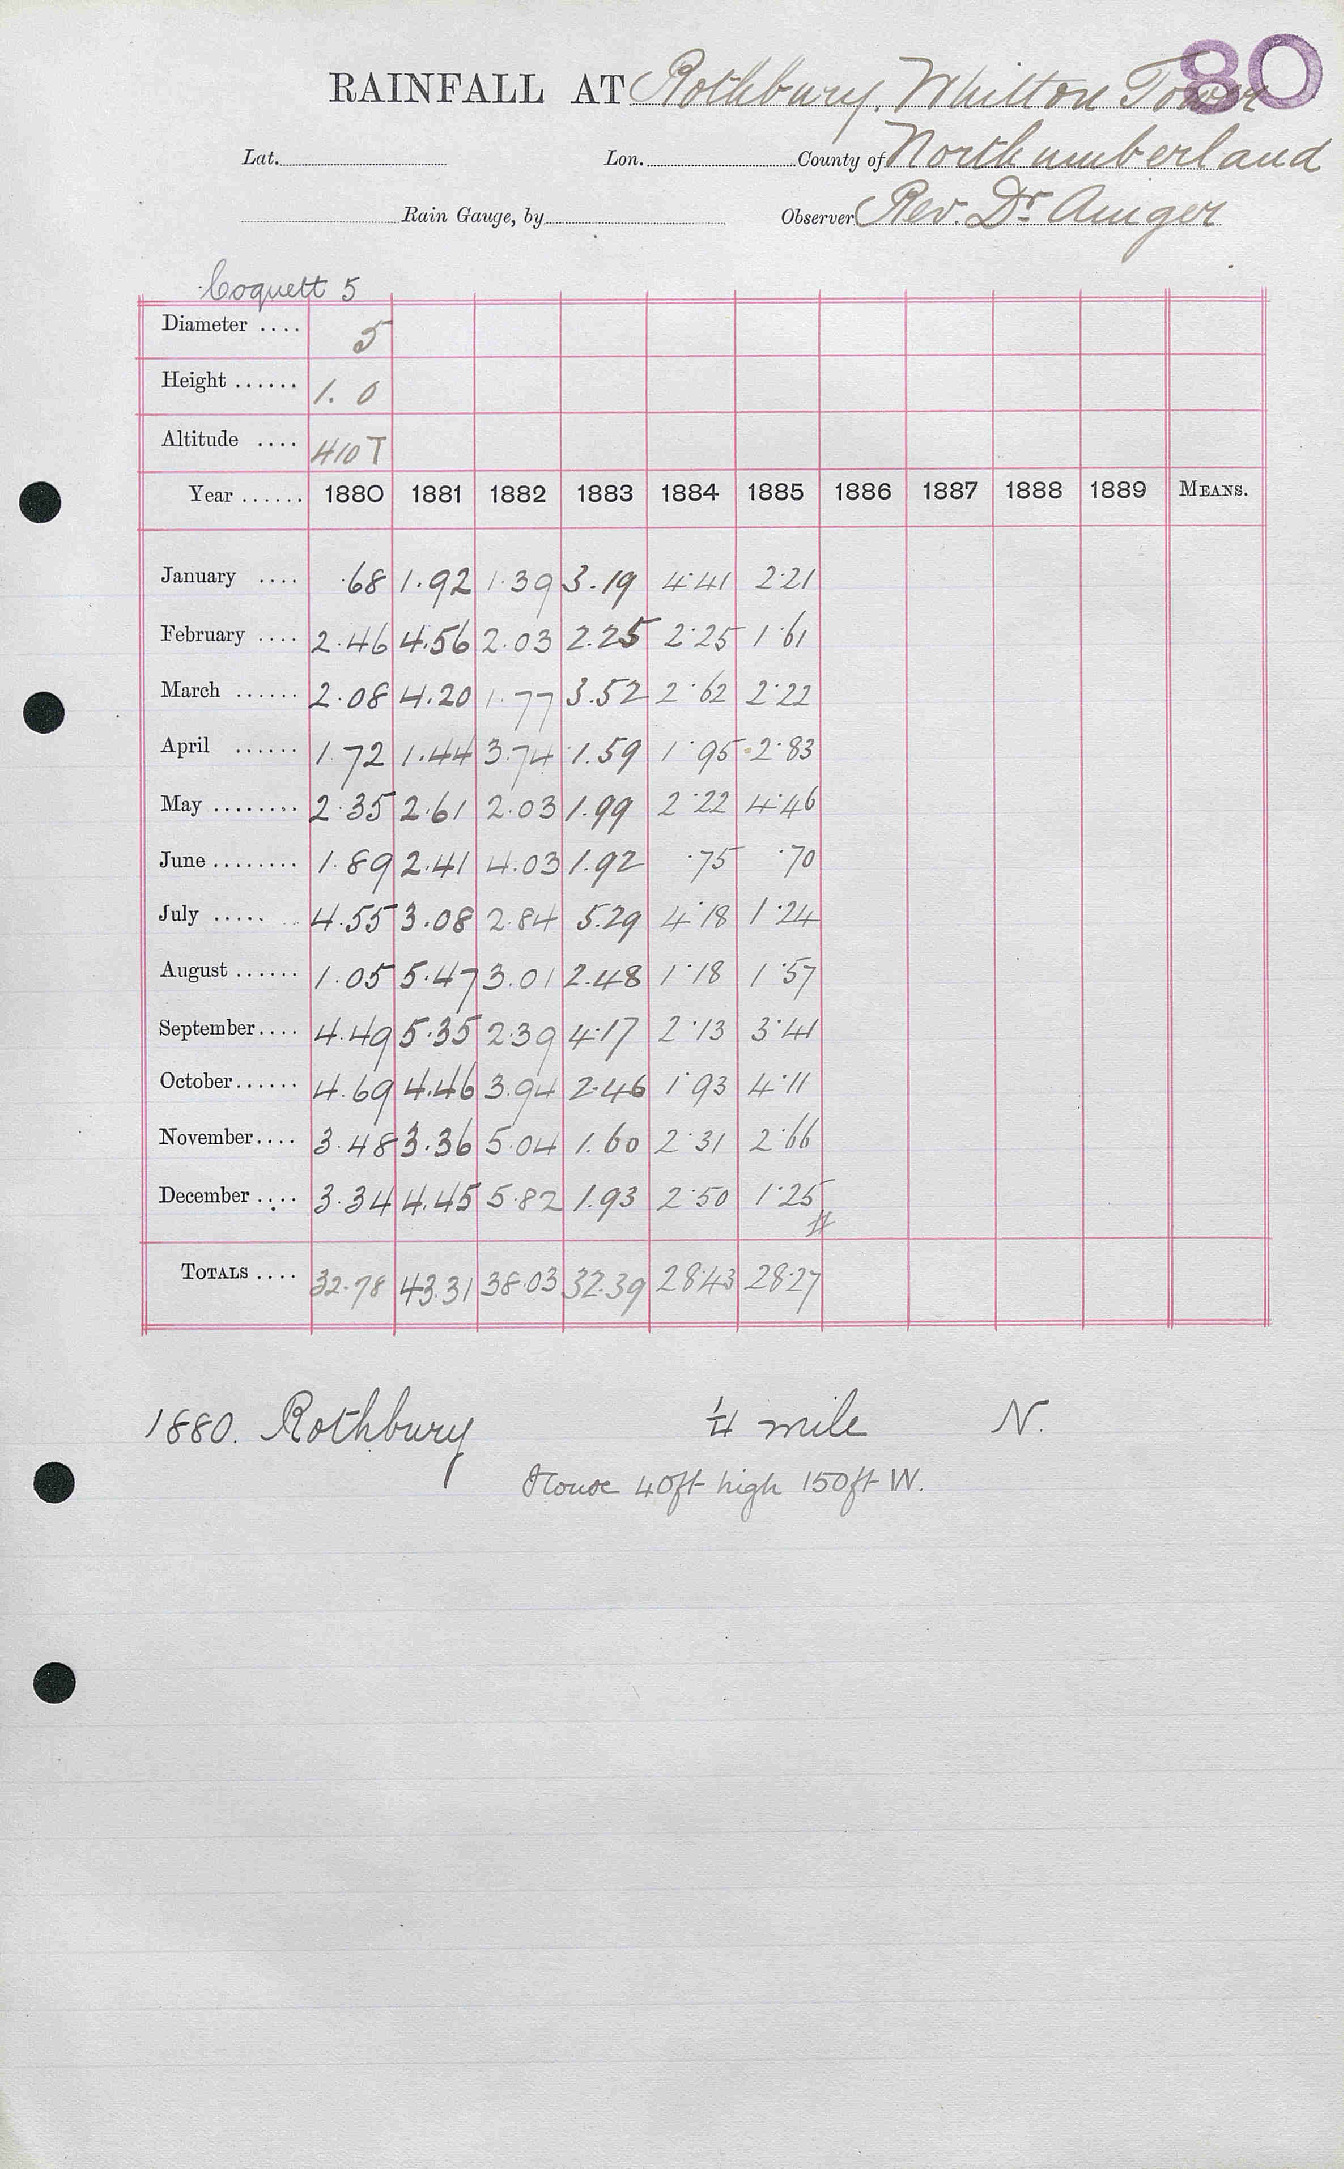 80
RAINFALL AT Rothbury, Whitton Tower
Lat. Lon. County of Northumberland
Rain Gauge, by Observer Rev. Dr Ainger
Coquett 5
Diameter .... 5
Height ...... 1. 0
Altitude .... 410 T
Year ...... 1880 1881 1882 1883 1884 1885 1886 1887 1888 1889 MEANS.
January .... .68 1.92 1.39 3.19 4.41 2.21
February .... 2.46 4.56 2.03 2.25 2.25 1.61
March ...... 2.08 4.20 1.77 3.52 2.62 2.22
April ...... 1.72 1.44 3.74 1.59 1.95 2.83
May ........ 2.35 2.61 2.03 1.99 2.22 4.46
June ........ 1.89 2.41 4.03 1.92 .75 .70
July ..... 4.55 3.08 2.84 5.29 4.18 1.24
August ...... 1.05 5.47 3.01 2.48 1.18 1.57
September .... 4.49 5.35 2.39 4.17 2.13 3.41
October ...... 4.69 4.46 3.94 2.46 1.93 4.11
November .... 3.48 3.36 5.04 1.60 2.31 2.66
December .... 3.34 4.45 5.82 1.93 2.50 1.25
#
TOTALS .... 32.78 43.31 38.03 32.39 28.43 28.27
1880. Rothbury ¼ mile N.
House 40ft high 150ft W.